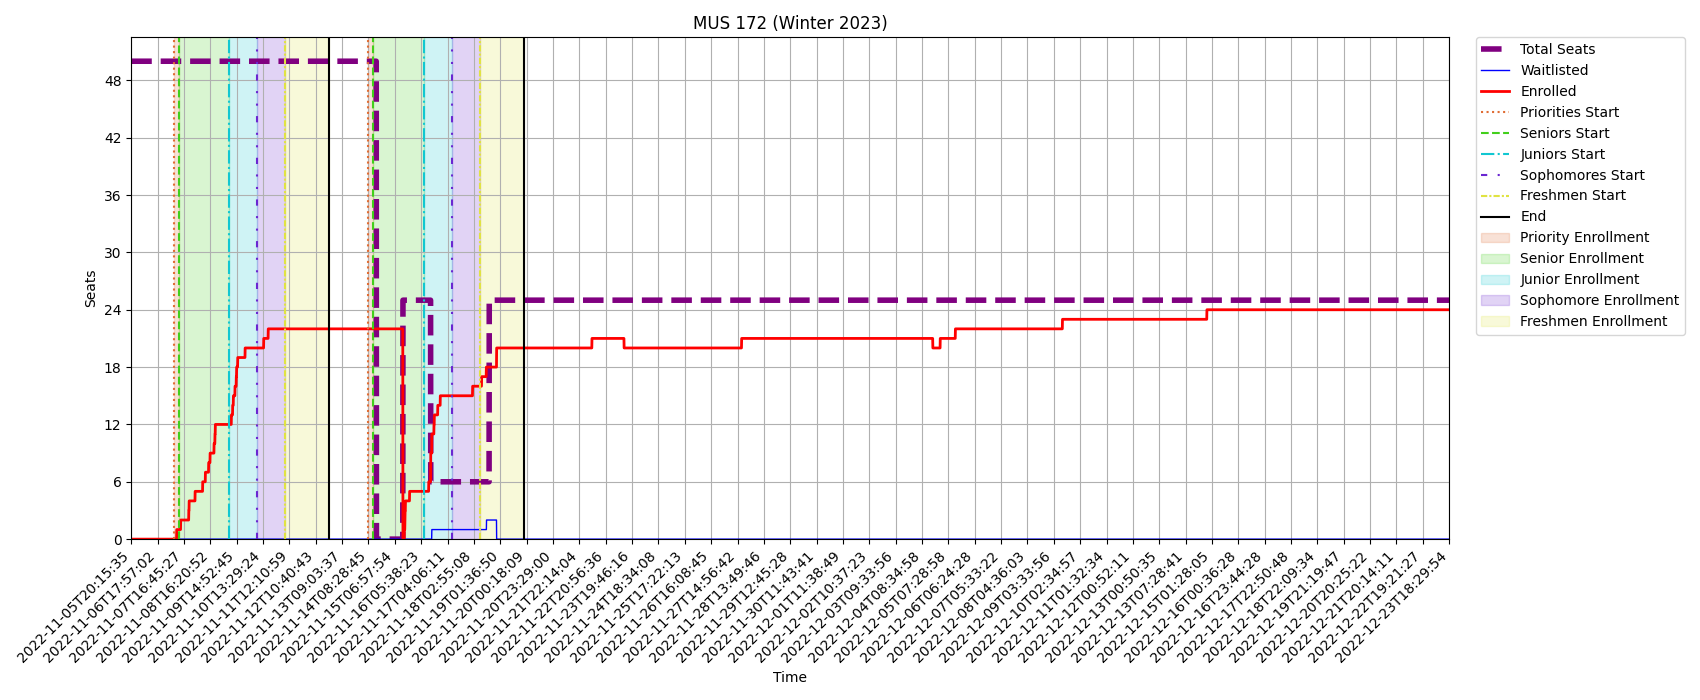 MUS 172 (Winter 2023)
Seats
48
42
36
30
24
18
12
6
0
2022-11-05T20:15:35
2022-11-06T17:57:02
2022-11-07T16:45:27
2022-11-08T16:20:52
2022-11-09T14:52:45
2022-11-10T13:29:24
2022-11-11T12:10:59
2022-11-12T10:40:43
2022-11-13T09:03:37
2022-11-14T08:28:45
2022-11-15T06:57:54
2022-11-16T05:38:23
2022-11-17T04:06:11
2022-11-18T02:55:08
2022-11-19T01:36:50
2022-11-20T00:18:09
2022-11-20T23:29:00
2022-11-21T22:14:04
2022-11-22T20:56:36
2022-11-23T19:46:16
2022-11-24T18:34:08
2022-11-25T17:22:13
2022-11-26T16:08:45
2022-11-27T14:56:42
2022-11-28T13:49:46
2022-11-29T12:45:28
2022-11-30T11:43:41
2022-12-01T11:38:49
2022-12-02T10:37:23
2022-12-03T09:33:56
2022-12-04T08:34:58
2022-12-05T07:28:58
2022-12-06T06:24:28
2022-12-07T05:33:22
2022-12-08T04:36:03
2022-12-09T03:33:56
2022-12-10T02:34:57
2022-12-11T01:32:34
2022-12-12T00:52:11
2022-12-13T00:50:35
2022-12-13T07:28:41
2022-12-15T01:28:05
2022-12-16T00:36:28
2022-12-16T23:44:28
2022-12-17T22:50:48
2022-12-18T22:09:34
2022-12-19T21:19:47
2022-12-20T20:25:22
2022-12-21T20:14:11
2022-12-22T19:21:27
2022-12-23T18:29:54
Time
Total Seats
Waitlisted
Enrolled
Priorities Start
Seniors Start
Juniors Start
Sophomores Start
Freshmen Start
End
Priority Enrollment
Senior Enrollment
Junior Enrollment
Sophomore Enrollment
Freshmen Enrollment